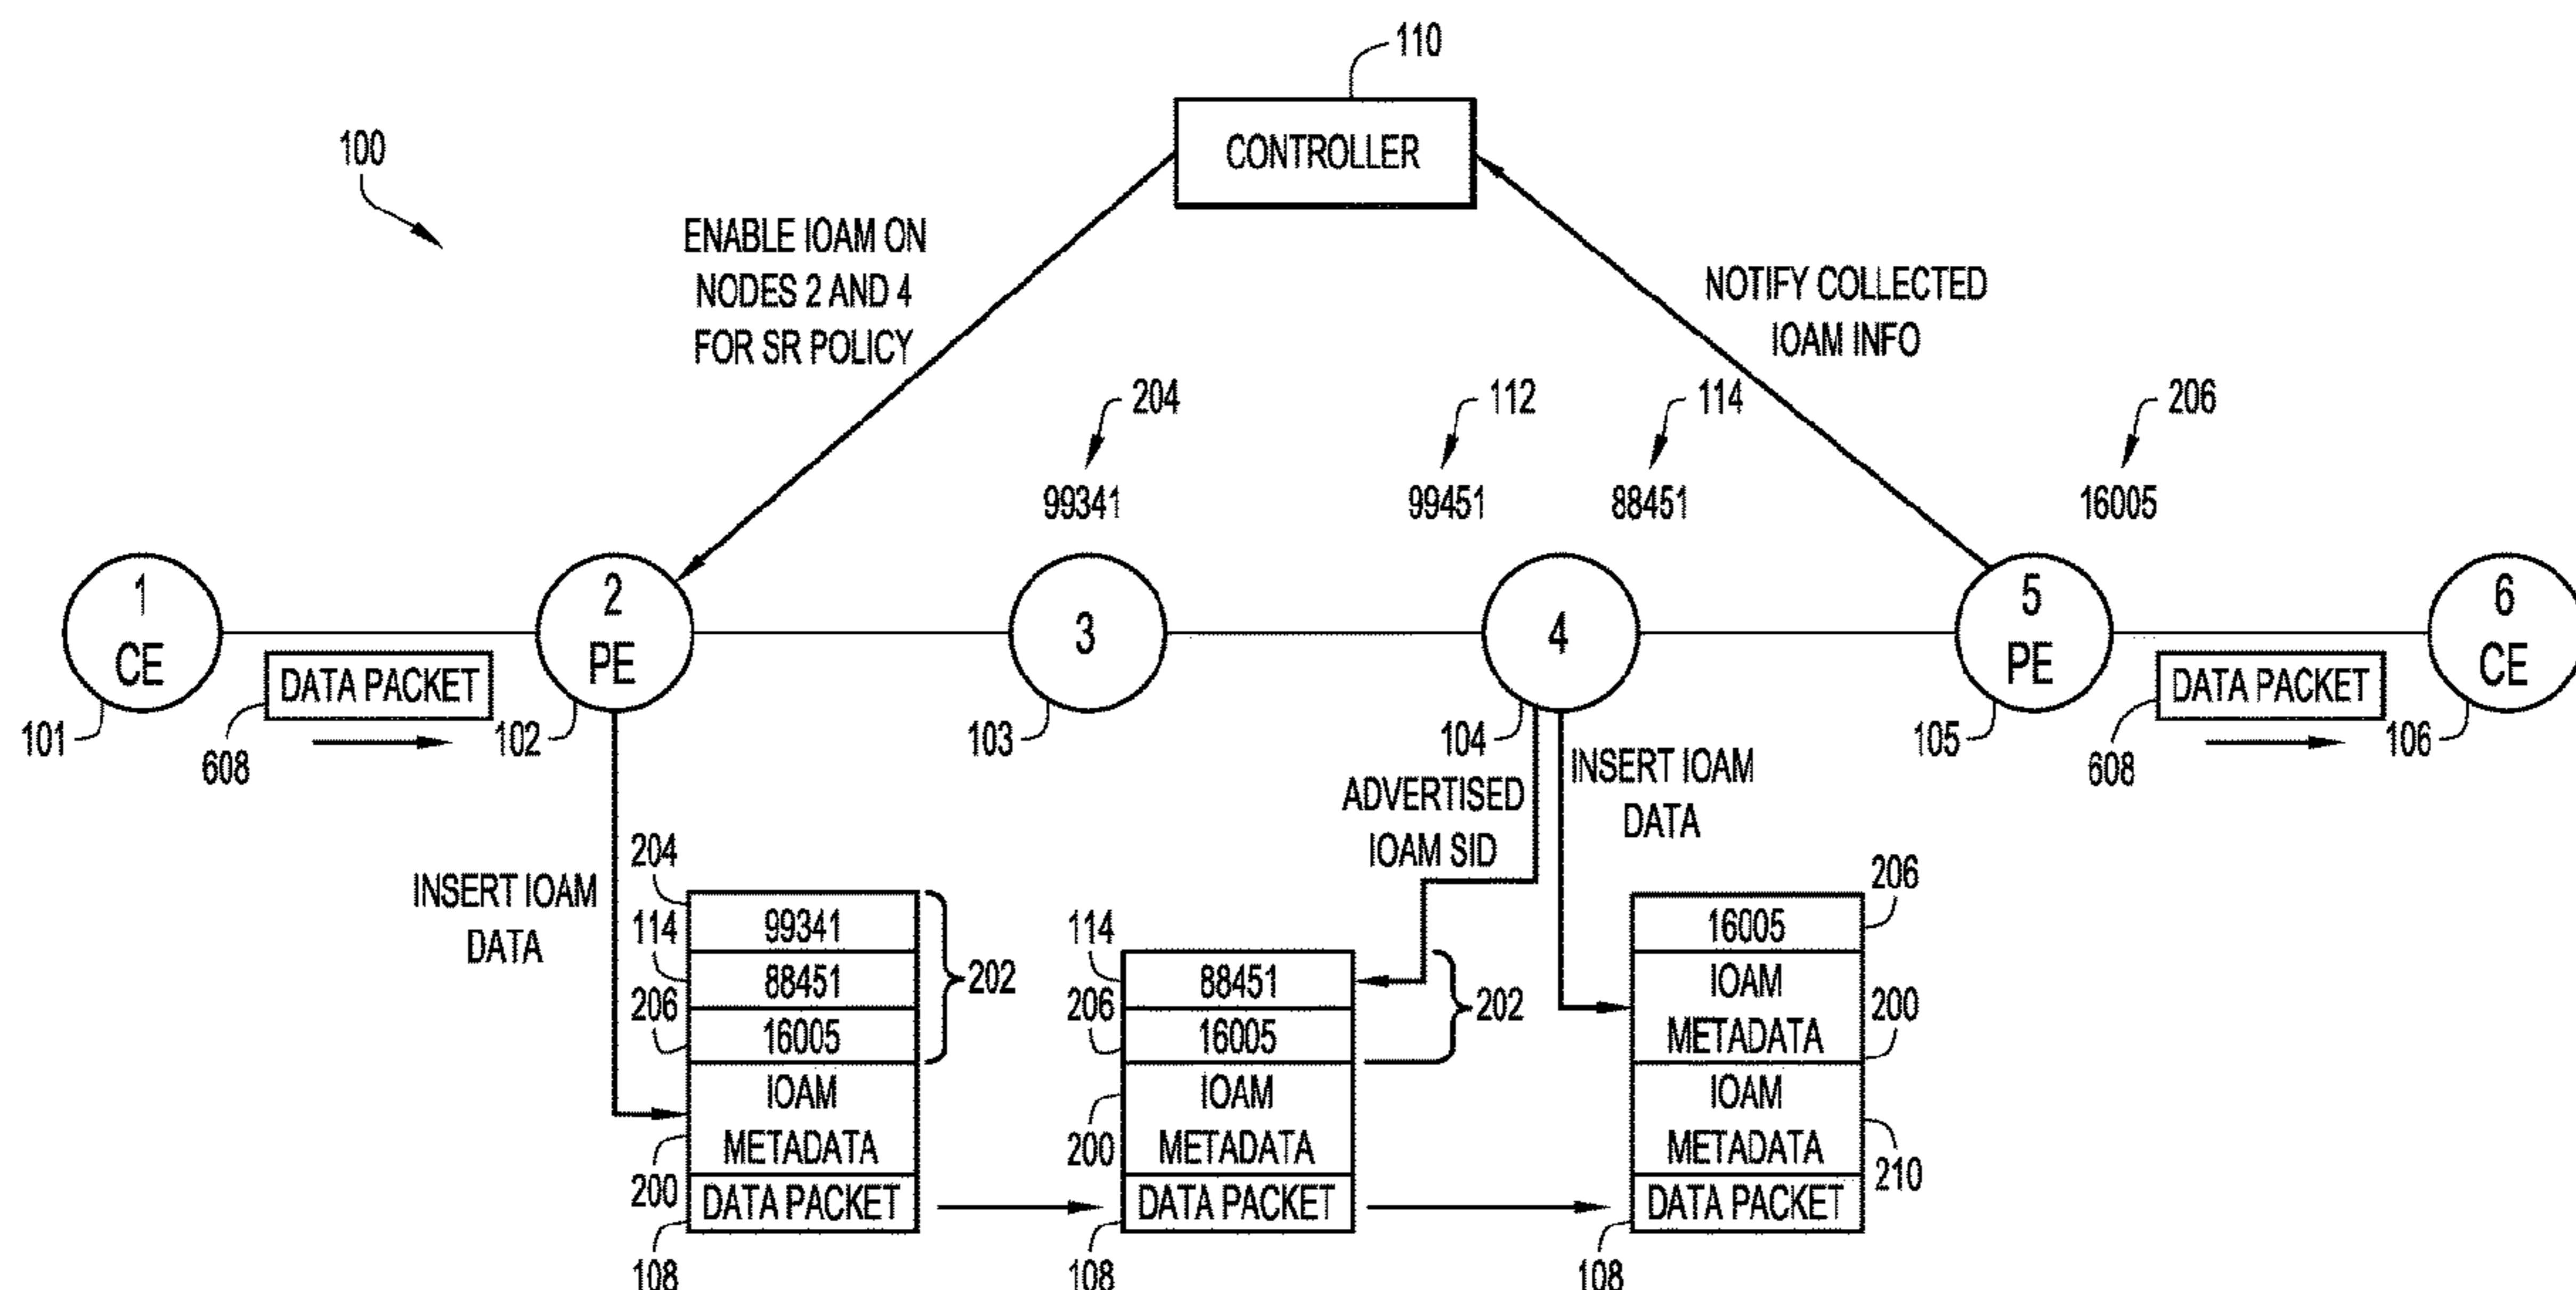 110
CONTROLLER
100
ENABLE IOAM ON
NODES 2 AND 4
FOR SR POLICY
NOTIFY COLLECTED
IOAM INFO
204
112
114
206
99341
99451
88451
16005
1
CE
2
PE
3
4
5
PE
6
CE
DATA PACKET
DATA PACKET
101
608
102
103
104
105
608
106
INSERT IOAM
DATA
ADVERTISED
IOAM SID
INSERT IOAM
DATA
204
99341
114
88451
202
206
16005
IOAM
METADATA
200
DATA PACKET
108
114
88451
202
206
16005
IOAM
METADATA
200
DATA PACKET
108
206
16005
IOAM
METADATA
200
IOAM
METADATA
210
DATA PACKET
108